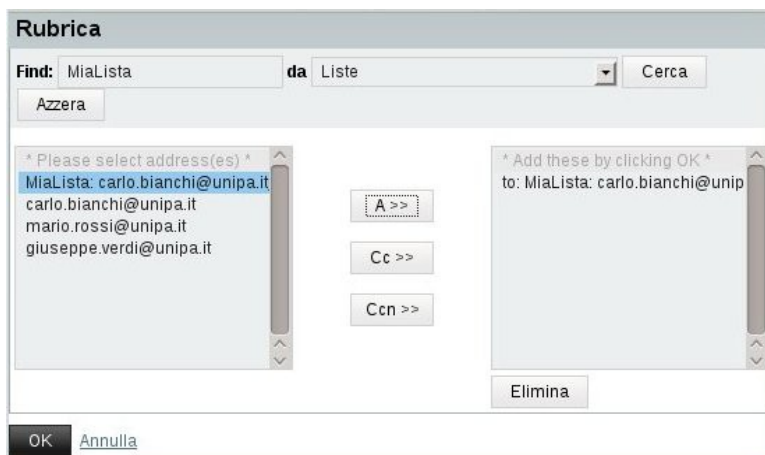 Rubrica
Find: MiaLista da Liste Cerca
Azzera
* Please select address(es) *
MiaLista: carlo.bianchi@unipa.it
carlo.bianchi@unipa.it
mario.rossi@unipa.it
giuseppe.verdi@unipa.it
A >>
Cc >>
Ccn >>
* Add these by clicking OK *
to: MiaLista: carlo.bianchi@unip
Elimina
OK Annulla